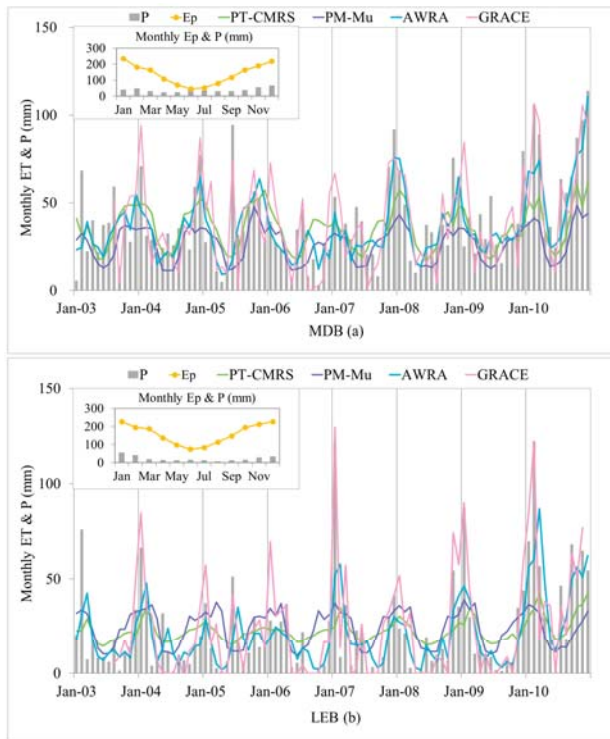 P Ep PT-CMRS PM-Mu AWRA GRACE
150
100
50
0
Monthly ET & P (mm)
Monthly Ep & P (mm)
300
200
100
0
Jan Mar May Jul Sep Nov
Jan-03 Jan-04 Jan-05 Jan-06 Jan-07 Jan-08 Jan-09 Jan-10
MDB (a)
P Ep PT-CMRS PM-Mu AWRA GRACE
150
100
50
0
Monthly ET & P (mm)
Monthly Ep & P (mm)
300
200
100
0
Jan Mar May Jul Sep Nov
Jan-03 Jan-04 Jan-05 Jan-06 Jan-07 Jan-08 Jan-09 Jan-10
LEB (b)